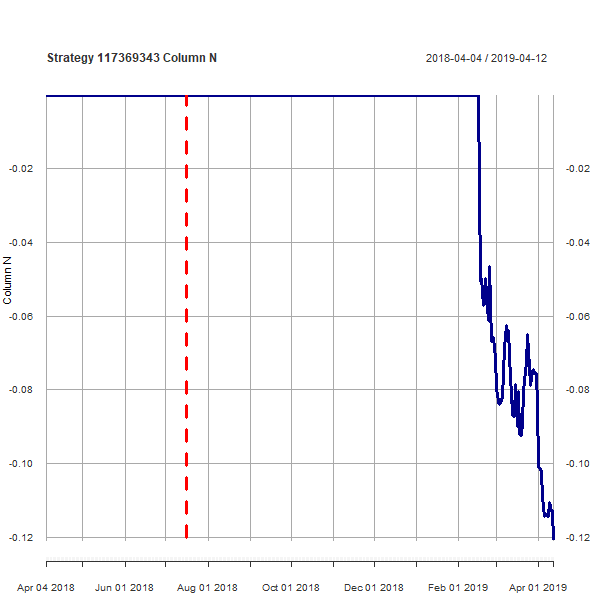 Strategy 117369343 Column N
2018-04-04 / 2019-04-12
-0.02
-0.02
-0.04
-0.04
Column N
-0.06
-0.06
-0.08
-0.08
-0.10
-0.10
-0.12
-0.12
Apr 04 2018
Jun 01 2018
Aug 01 2018
Oct 01 2018
Dec 01 2018
Feb 01 2019
Apr 01 2019